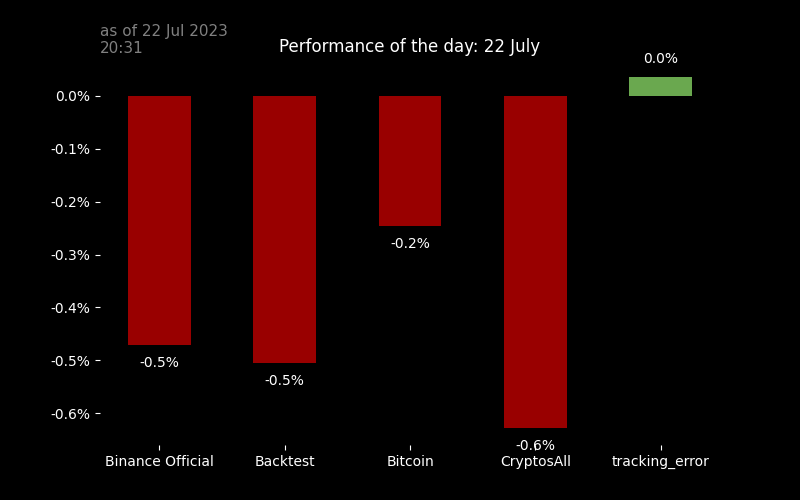 as of 22 Jul 2023
20:31
Performance of the day: 22 July
0.0%
0.0%
-0.1%
-0.2%
-0.3%
-0.4%
-0.5%
-0.6%
-0.5%
-0.5%
-0.2%
-0.6%
Binance Official
Backtest
Bitcoin
CryptosAll
tracking_error